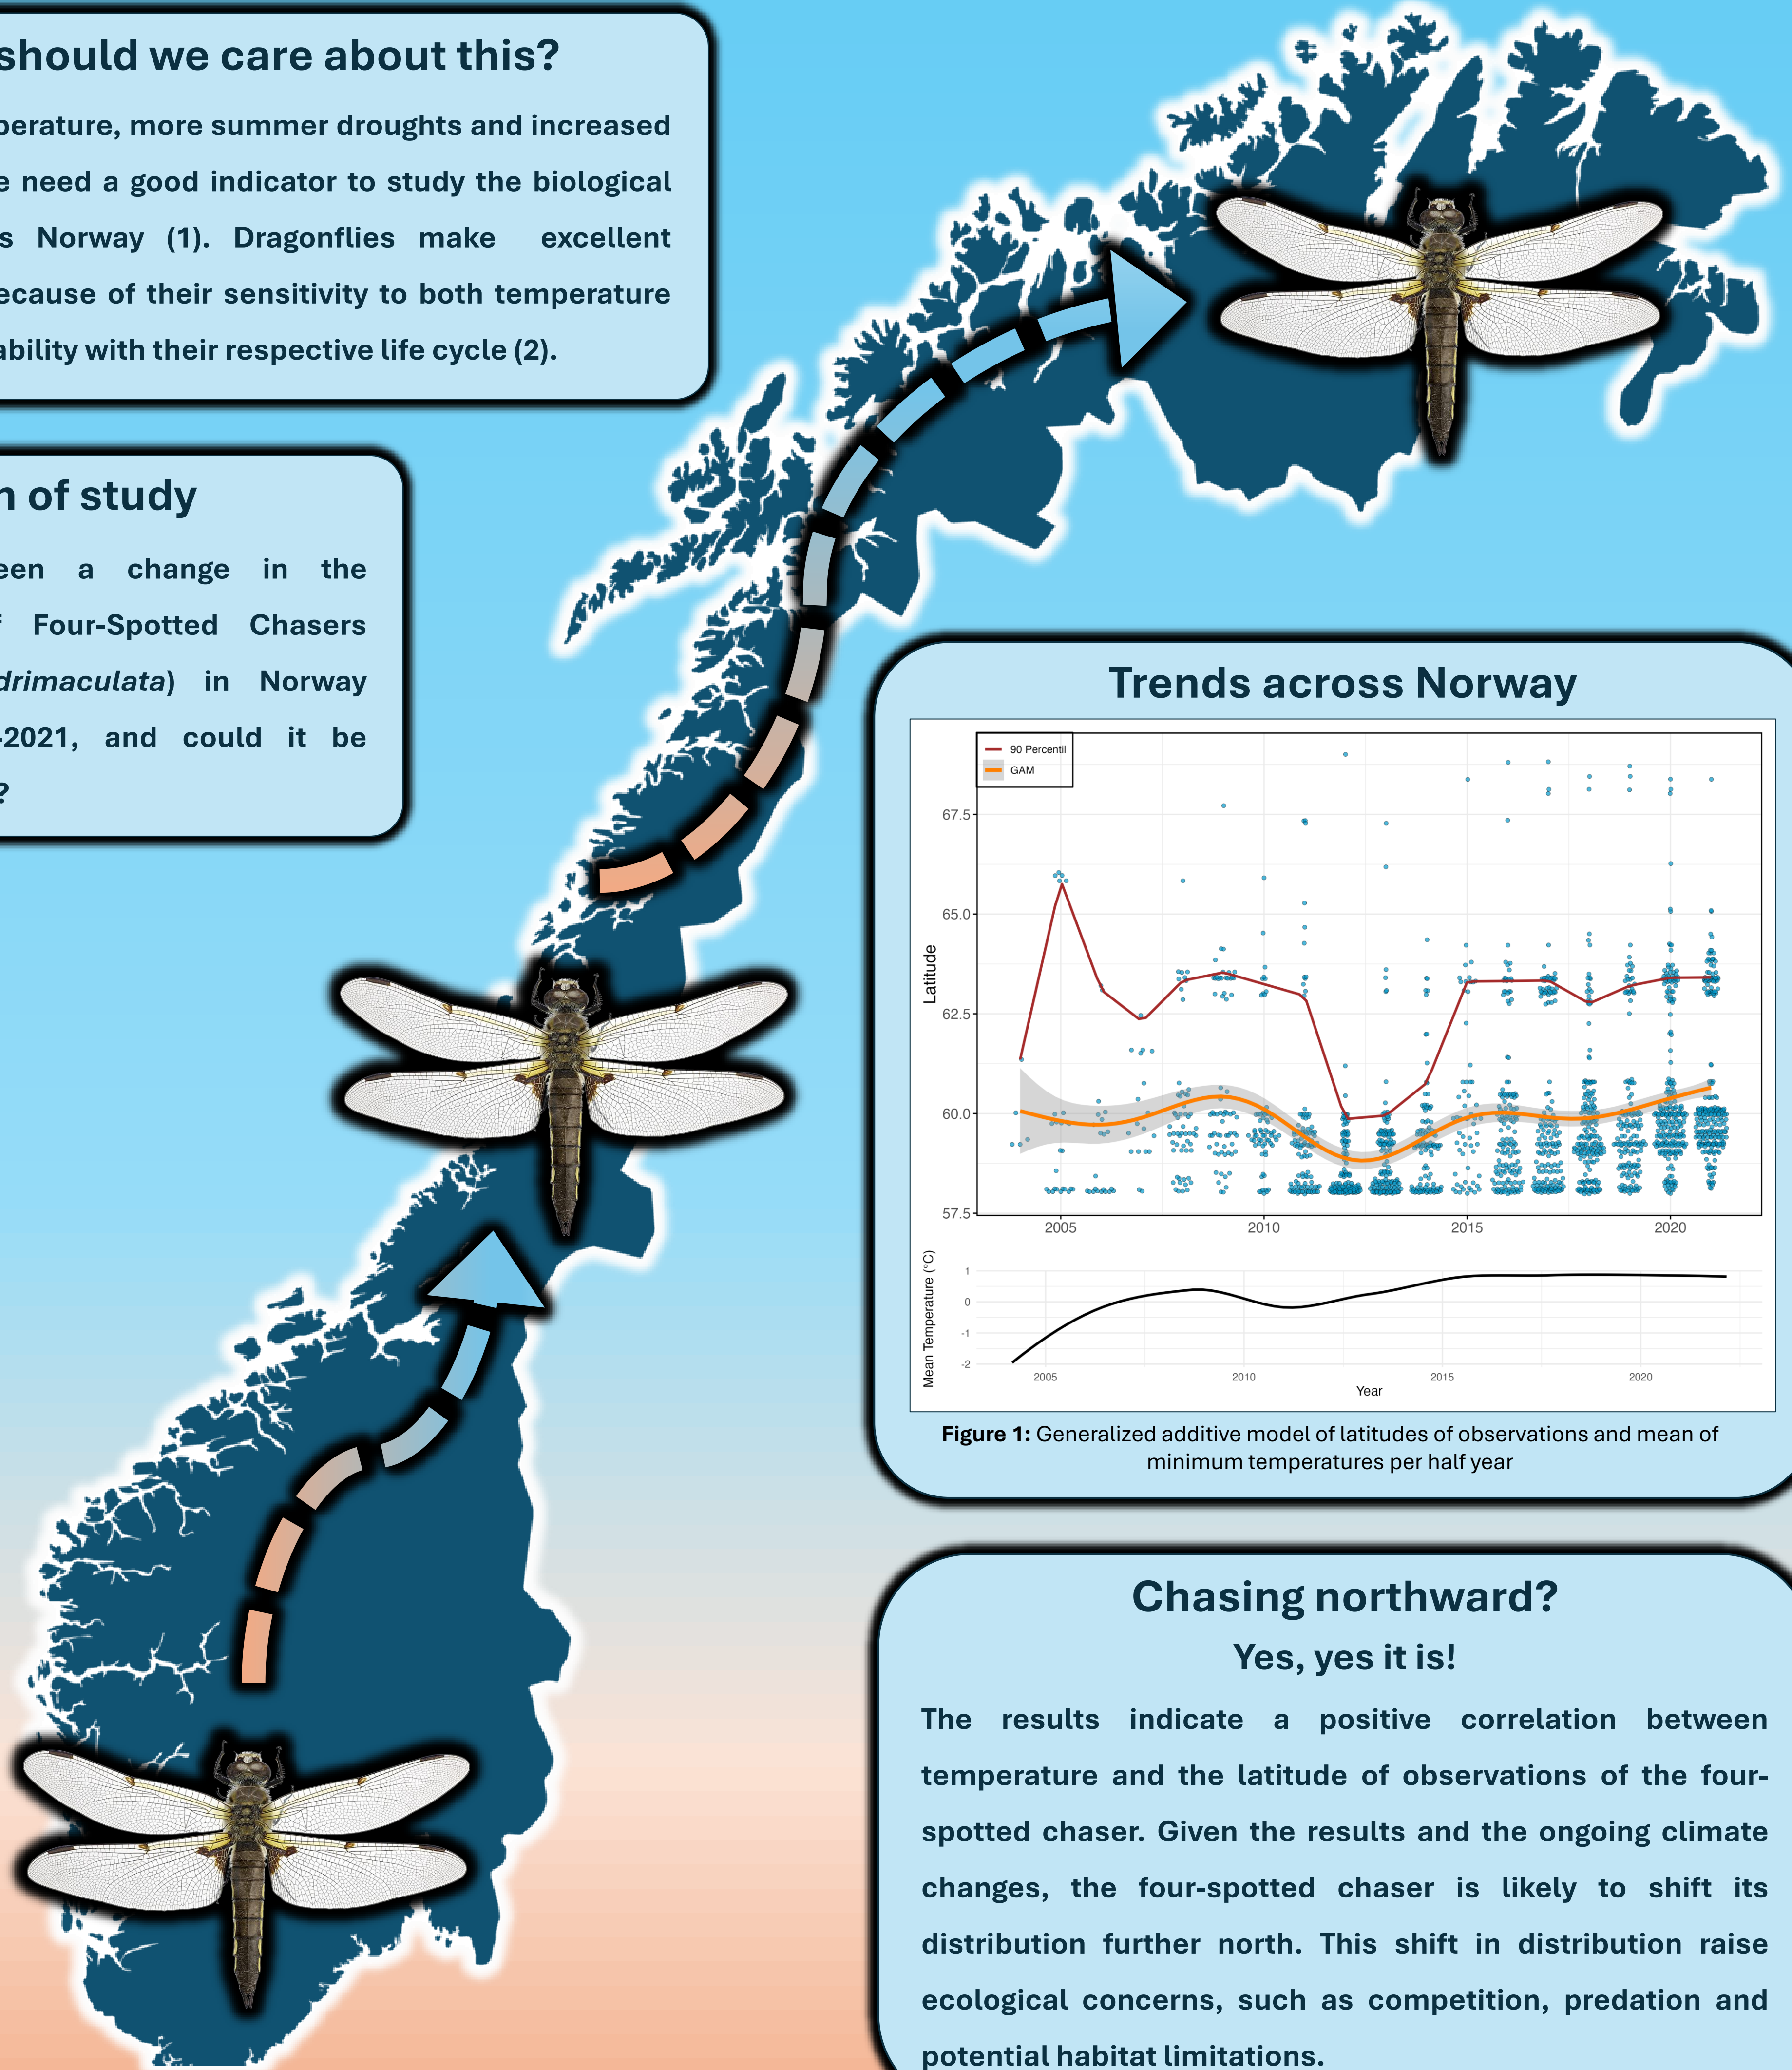 should we care about this?
perature, more summer droughts and increased
e need a good indicator to study the biological
s Norway (1). Dragonflies make excellent
ecause of their sensitivity to both temperature
ability with their respective life cycle (2).
n of study
een a change in the
f Four-Spotted Chasers
drimaculata) in Norway
-2021, and could it be
?
Trends across Norway
90 Percentil
GAM
Latitude
67.5
65.0
62.5
60.0
57.5
2005 2010 2015 2020
Mean Temperature (°C)
1
0
-1
-2
2005 2010 2015 2020
Year
Figure 1: Generalized additive model of latitudes of observations and mean of
minimum temperatures per half year
Chasing northward?
Yes, yes it is!
The results indicate a positive correlation between
temperature and the latitude of observations of the four-
spotted chaser. Given the results and the ongoing climate
changes, the four-spotted chaser is likely to shift its
distribution further north. This shift in distribution raise
ecological concerns, such as competition, predation and
potential habitat limitations.